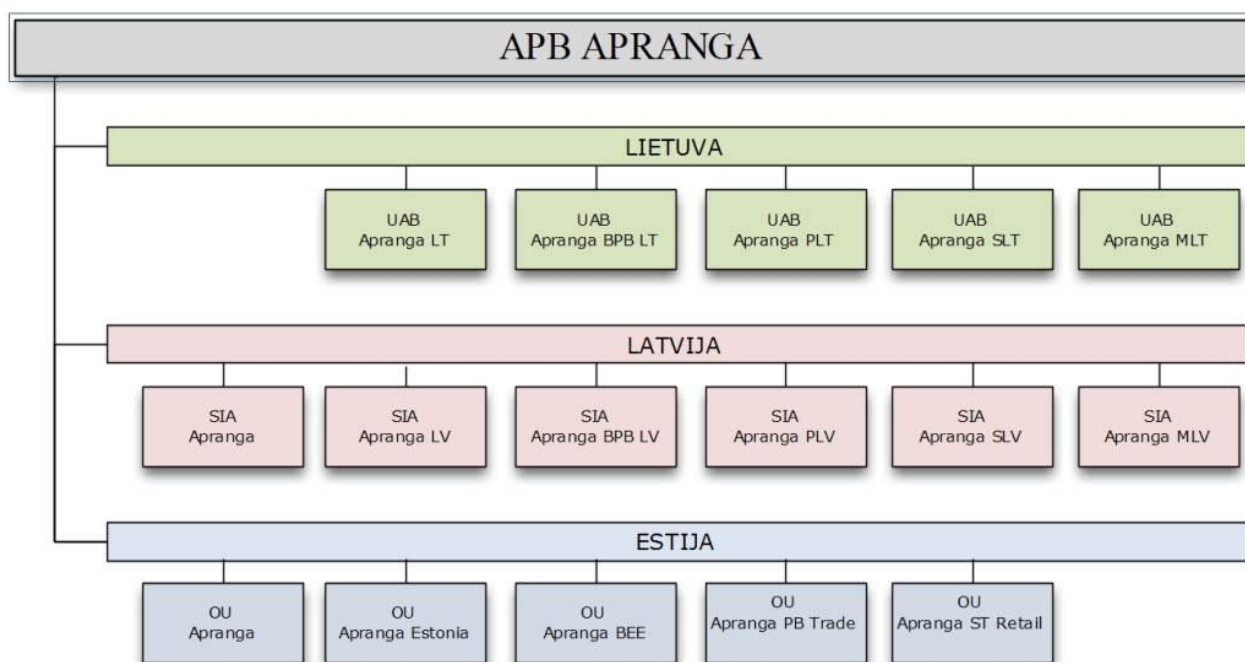 APB APRANGA
LIETUVA
UAB
Apranga LT
UAB
Apranga BPB LT
UAB
Apranga PLT
UAB
Apranga SLT
UAB
Apranga MLT
LATVIJA
SIA
Apranga
SIA
Apranga LV
SIA
Apranga BPB LV
SIA
Apranga PLV
SIA
Apranga SLV
SIA
Apranga MLV
ESTIJA
OU
Apranga
OU
Apranga Estonia
OU
Apranga BEE
OU
Apranga PB Trade
OU
Apranga ST Retail